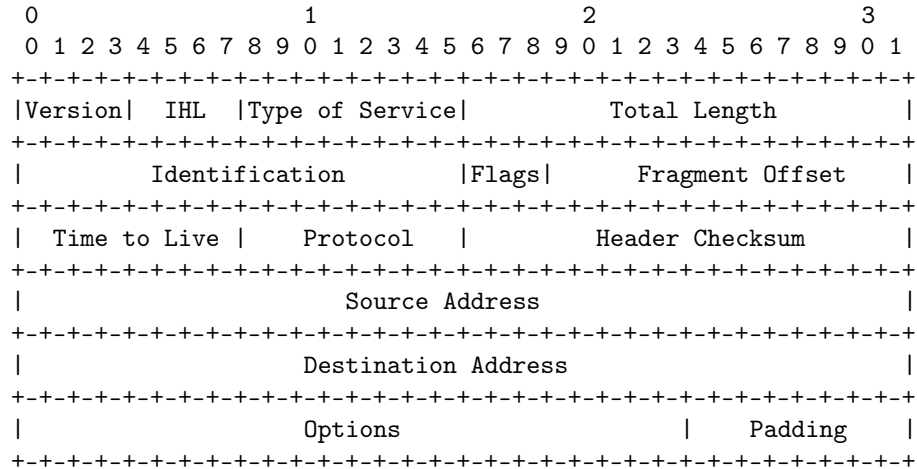 0                   1                   2                   3
0 1 2 3 4 5 6 7 8 9 0 1 2 3 4 5 6 7 8 9 0 1 2 3 4 5 6 7 8 9 0 1
+-+-+-+-+-+-+-+-+-+-+-+-+-+-+-+-+-+-+-+-+-+-+-+-+-+-+-+-+-+-+-+-+
|Version|  IHL  |Type of Service|          Total Length         |
+-+-+-+-+-+-+-+-+-+-+-+-+-+-+-+-+-+-+-+-+-+-+-+-+-+-+-+-+-+-+-+-+
|         Identification        |Flags|      Fragment Offset    |
+-+-+-+-+-+-+-+-+-+-+-+-+-+-+-+-+-+-+-+-+-+-+-+-+-+-+-+-+-+-+-+-+
|  Time to Live |    Protocol   |         Header Checksum       |
+-+-+-+-+-+-+-+-+-+-+-+-+-+-+-+-+-+-+-+-+-+-+-+-+-+-+-+-+-+-+-+-+
|                       Source Address                          |
+-+-+-+-+-+-+-+-+-+-+-+-+-+-+-+-+-+-+-+-+-+-+-+-+-+-+-+-+-+-+-+-+
|                    Destination Address                        |
+-+-+-+-+-+-+-+-+-+-+-+-+-+-+-+-+-+-+-+-+-+-+-+-+-+-+-+-+-+-+-+-+
|                    Options                    |    Padding    |
+-+-+-+-+-+-+-+-+-+-+-+-+-+-+-+-+-+-+-+-+-+-+-+-+-+-+-+-+-+-+-+-+